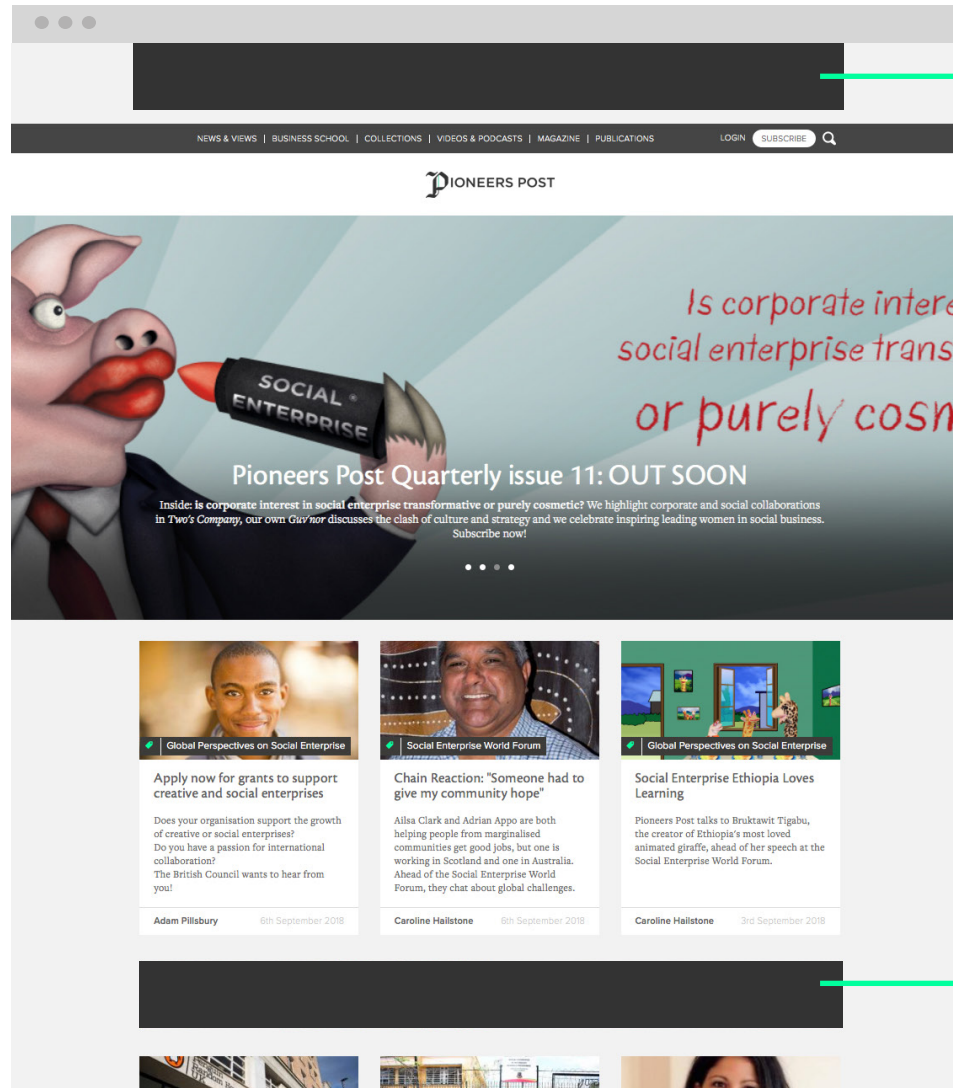 NEWS & VIEWS | BUSINESS SCHOOL | COLLECTIONS | VIDEOS & PODCASTS | MAGAZINE | PUBLICATIONS LOGIN SUBSCRIBE
PIONEERS POST
Is corporate
social enterprise
or purely
SOCIAL
ENTERPRISE
Pioneers Post Quarterly issue 11: OUT SOON
Inside: is corporate interest in social enterprise transformative or purely cosmetic? We highlight corporate and social collaborations
in Two's Company, our own Guv'nor discusses the clash of culture and strategy and we celebrate inspiring leading women in social business.
Subscribe now!
Global Perspectives on Social Enterprise
Apply now for grants to support
creative and social enterprises
Does your organisation support the growth
of creative or social enterprises?
Do you have a passion for international
collaboration?
The British Council wants to hear from
you!
Adam Pillsbury 6th September 2018
Social Enterprise World Forum
Chain Reaction: "Someone had to
give my community hope"
Ailsa Clark and Adrian Appo are both
helping people from marginalised
communities get good jobs, but one is
working in Scotland and one in Australia.
Ahead of the Social Enterprise World
Forum, they chat about global challenges.
Caroline Hailstone 6th September 2018
Global Perspectives on Social Enterprise
Social Enterprise Ethiopia Loves
Learning
Pioneers Post talks to Bruktawit Tigabu,
the creator of Ethiopia's most loved
animated giraffe, ahead of her speech at the
Social Enterprise World Forum.
Caroline Hailstone 3rd September 2018